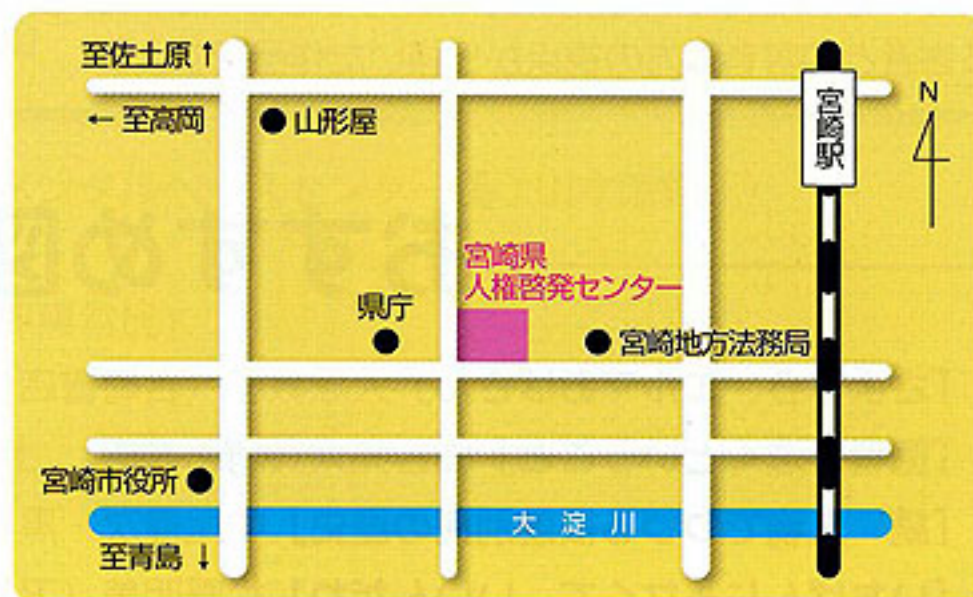 至佐土原↑
←至高岡
山形屋
宮崎駅
N
宮崎県
人権啓発センター
県庁
宮崎地方法務局
宮崎市役所
大淀川
至青島↓